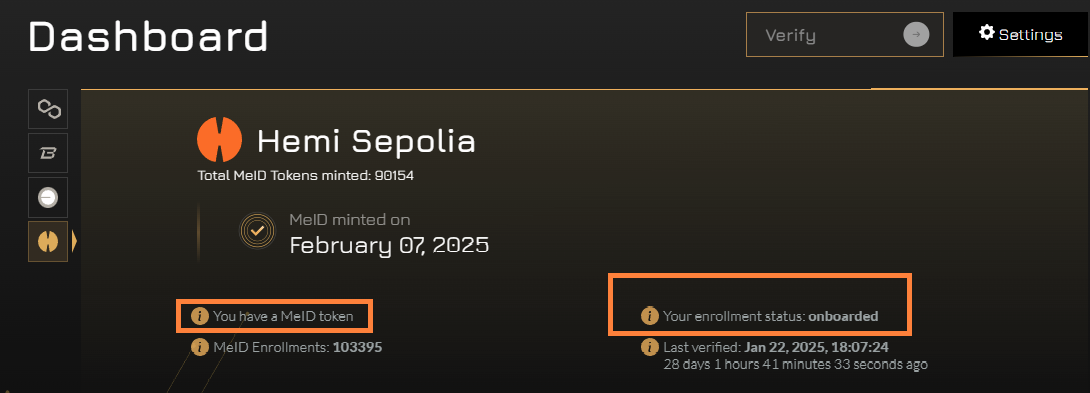 Dashboard
Verify
Settings
Hemi Sepolia
Total MeID Tokens minted: 90154
MeID minted on
February 07, 2025
You have a MeID token
Your enrollment status: onboarded
MeID Enrollments: 103395
Last verified: Jan 22, 2025, 18:07:24
28 days 1 hours 41 minutes 33 seconds ago